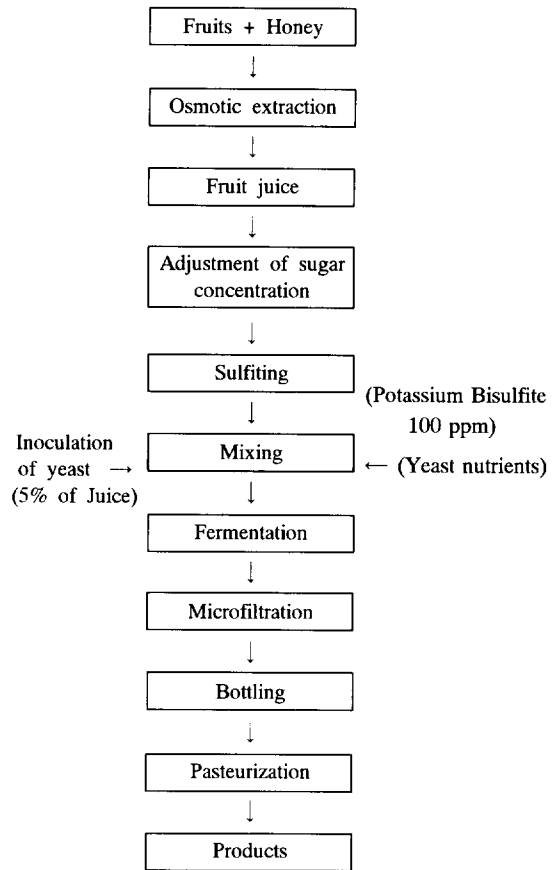 Fruits + Honey
↓
Osmotic extraction
↓
Fruit juice
↓
Adjustment of sugar
concentration
↓
Sulfiting
(Potassium Bisulfite
↓
100 ppm)
Inoculation
of yeast →
(5% of Juice)
Mixing
← (Yeast nutrients)
↓
Fermentation
↓
Microfiltration
↓
Bottling
↓
Pasteurization
↓
Products